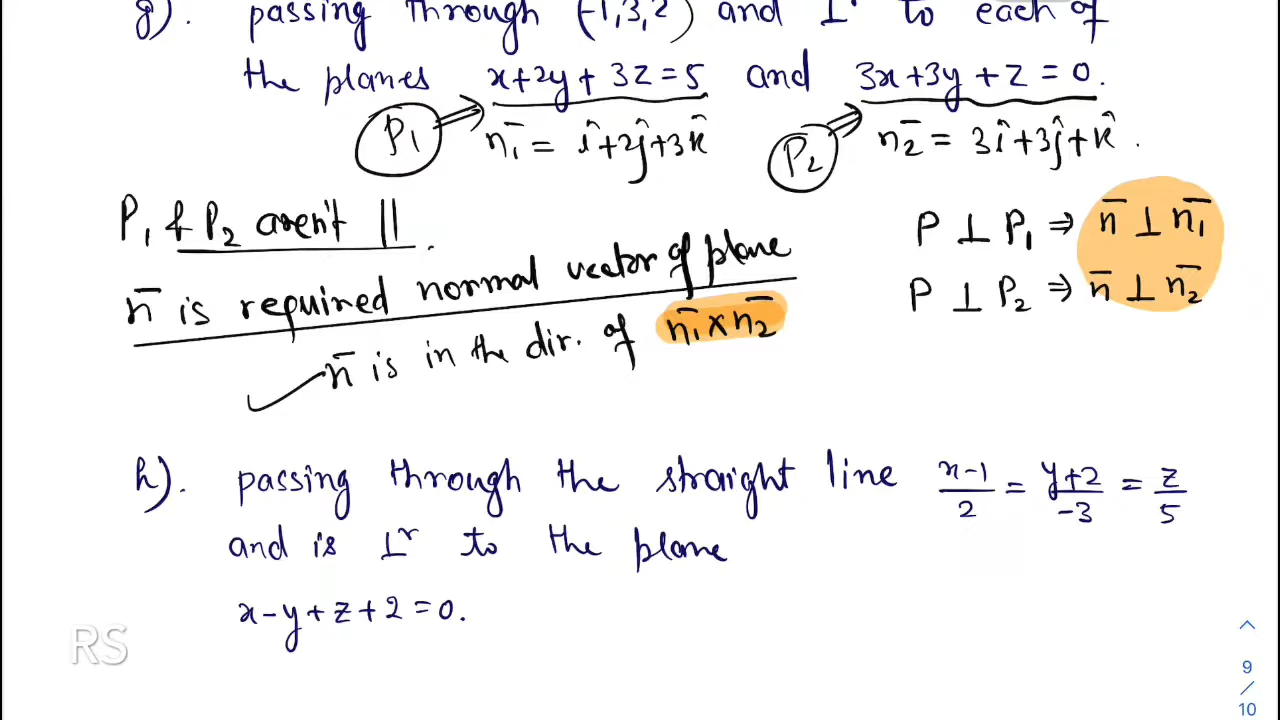 g). passing through (-1,3,2) and ⊥ʳ to each of
the planes x+2y+3z=5 and 3x+3y+z=0.
P₁ ⇒ n̄₁ = î+2ĵ+3k̂ P₂ ⇒ n̄₂ = 3î+3ĵ+k̂.
P₁ & P₂ aren't ||.
n̄ is required normal vector of plane
n̄ is in the dir. of n̄₁×n̄₂
P ⊥ P₁ ⇒ n̄ ⊥ n̄₁
P ⊥ P₂ ⇒ n̄ ⊥ n̄₂
h). passing through the straight line (x-1)/2 = (y+2)/-3 = z/5
and is ⊥ʳ to the plane
x-y+z+2=0.
RS
9
/
10